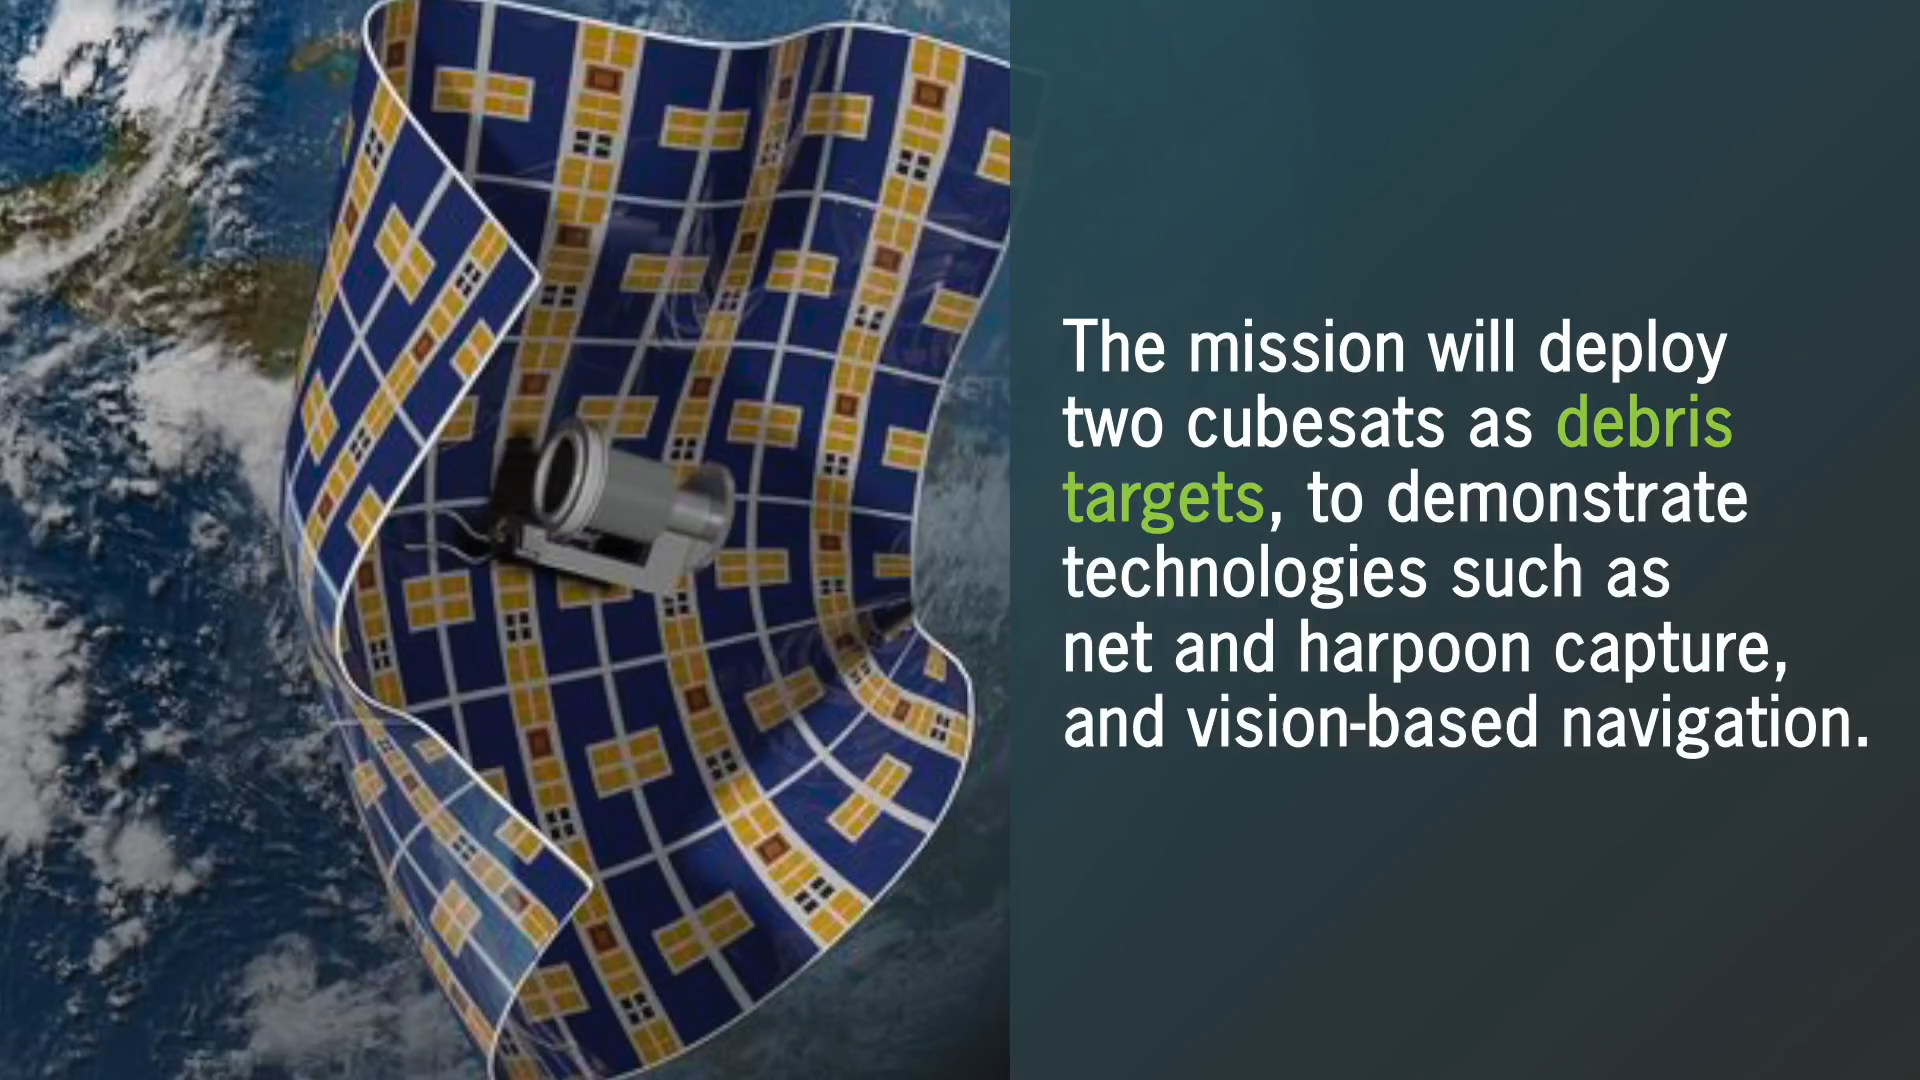 The mission will deploy
two cubesats as debris
targets, to demonstrate
technologies such as
net and harpoon capture,
and vision-based navigation.